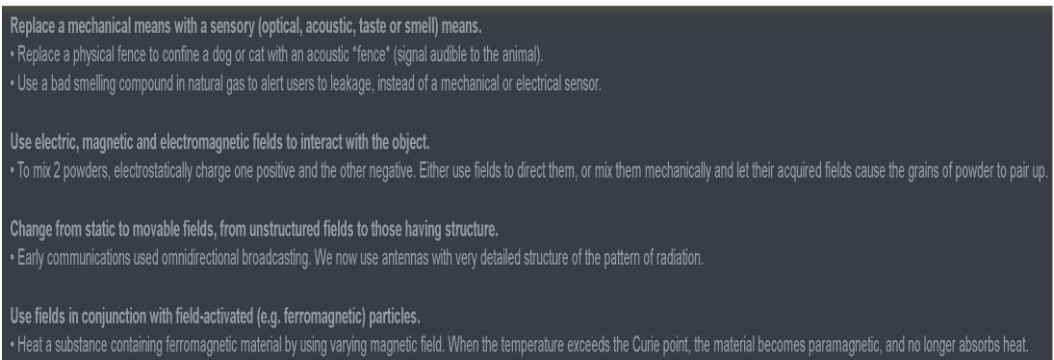 Replace a mechanical means with a sensory (optical, acoustic, taste or smell) means.
• Replace a physical fence to confine a dog or cat with an acoustic *fence* (signal audible to the animal).
• Use a bad smelling compound in natural gas to alert users to leakage, instead of a mechanical or electrical sensor.
Use electric, magnetic and electromagnetic fields to interact with the object.
• To mix 2 powders, electrostatically charge one positive and the other negative. Either use fields to direct them, or mix them mechanically and let their acquired fields cause the grains of powder to pair up.
Change from static to movable fields, from unstructured fields to those having structure.
• Early communications used omnidirectional broadcasting. We now use antennas with very detailed structure of the pattern of radiation.
Use fields in conjunction with field-activated (e.g. ferromagnetic) particles.
• Heat a substance containing ferromagnetic material by using varying magnetic field. When the temperature exceeds the Curie point, the material becomes paramagnetic, and no longer absorbs heat.